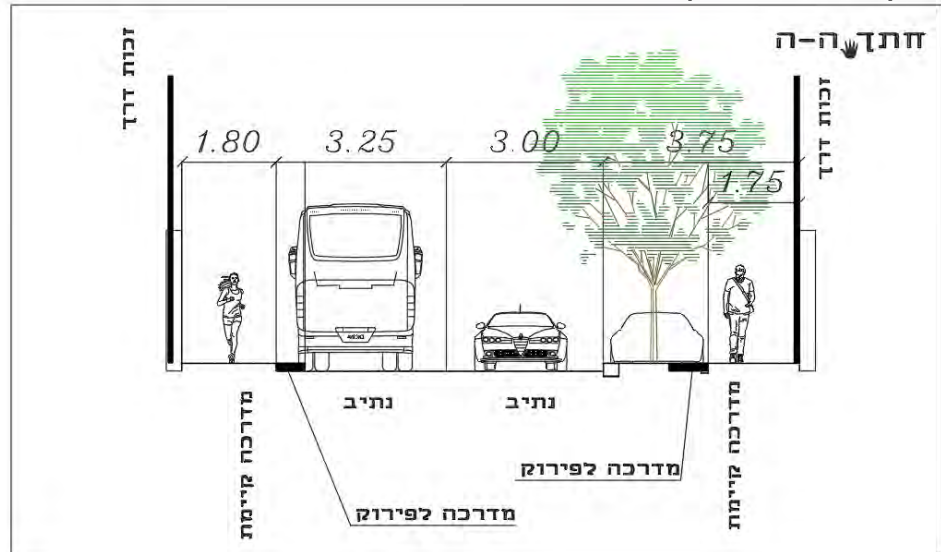 חתך ה-ה
זכות דרך
זכות דרך
1.80
3.25
3.00
3.75
1.75
נתיב
נתיב
מדרכה קיימת
מדרכה קיימת
מדרכה לפירוק
מדרכה לפירוק